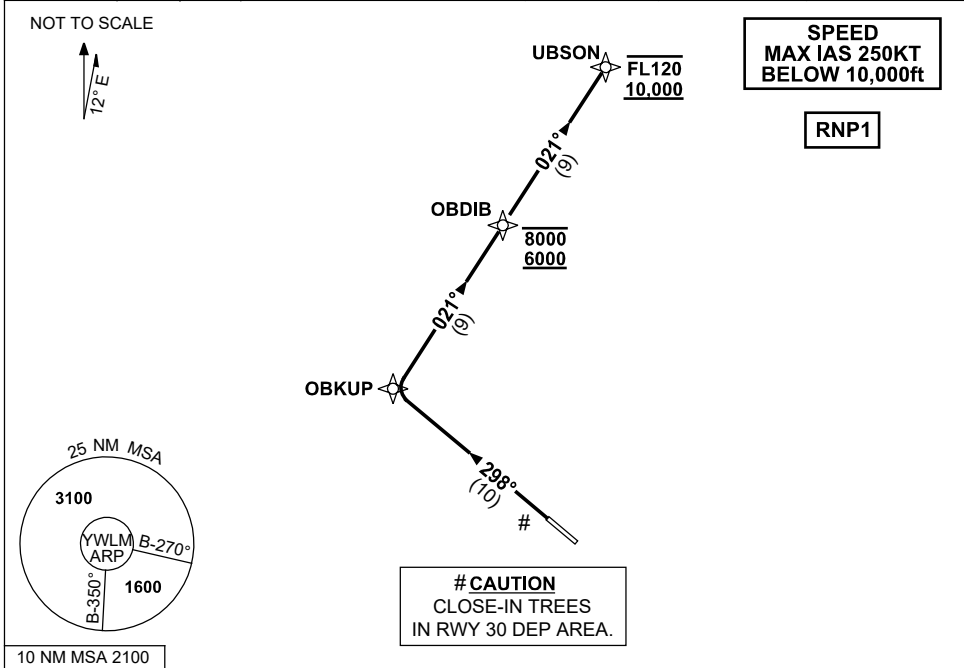 NOT TO SCALE
12° E
SPEED
MAX IAS 250KT
BELOW 10,000ft
RNP1
UBSON
FL120
10,000
021°
(9)
OBDIB
8000
6000
021°
(9)
OBKUP
298°
(10)
#
25 NM MSA
3100
YWLM
ARP
B-270°
B-350°
1600
10 NM MSA 2100
#CAUTION
CLOSE-IN TREES
IN RWY 30 DEP AREA.